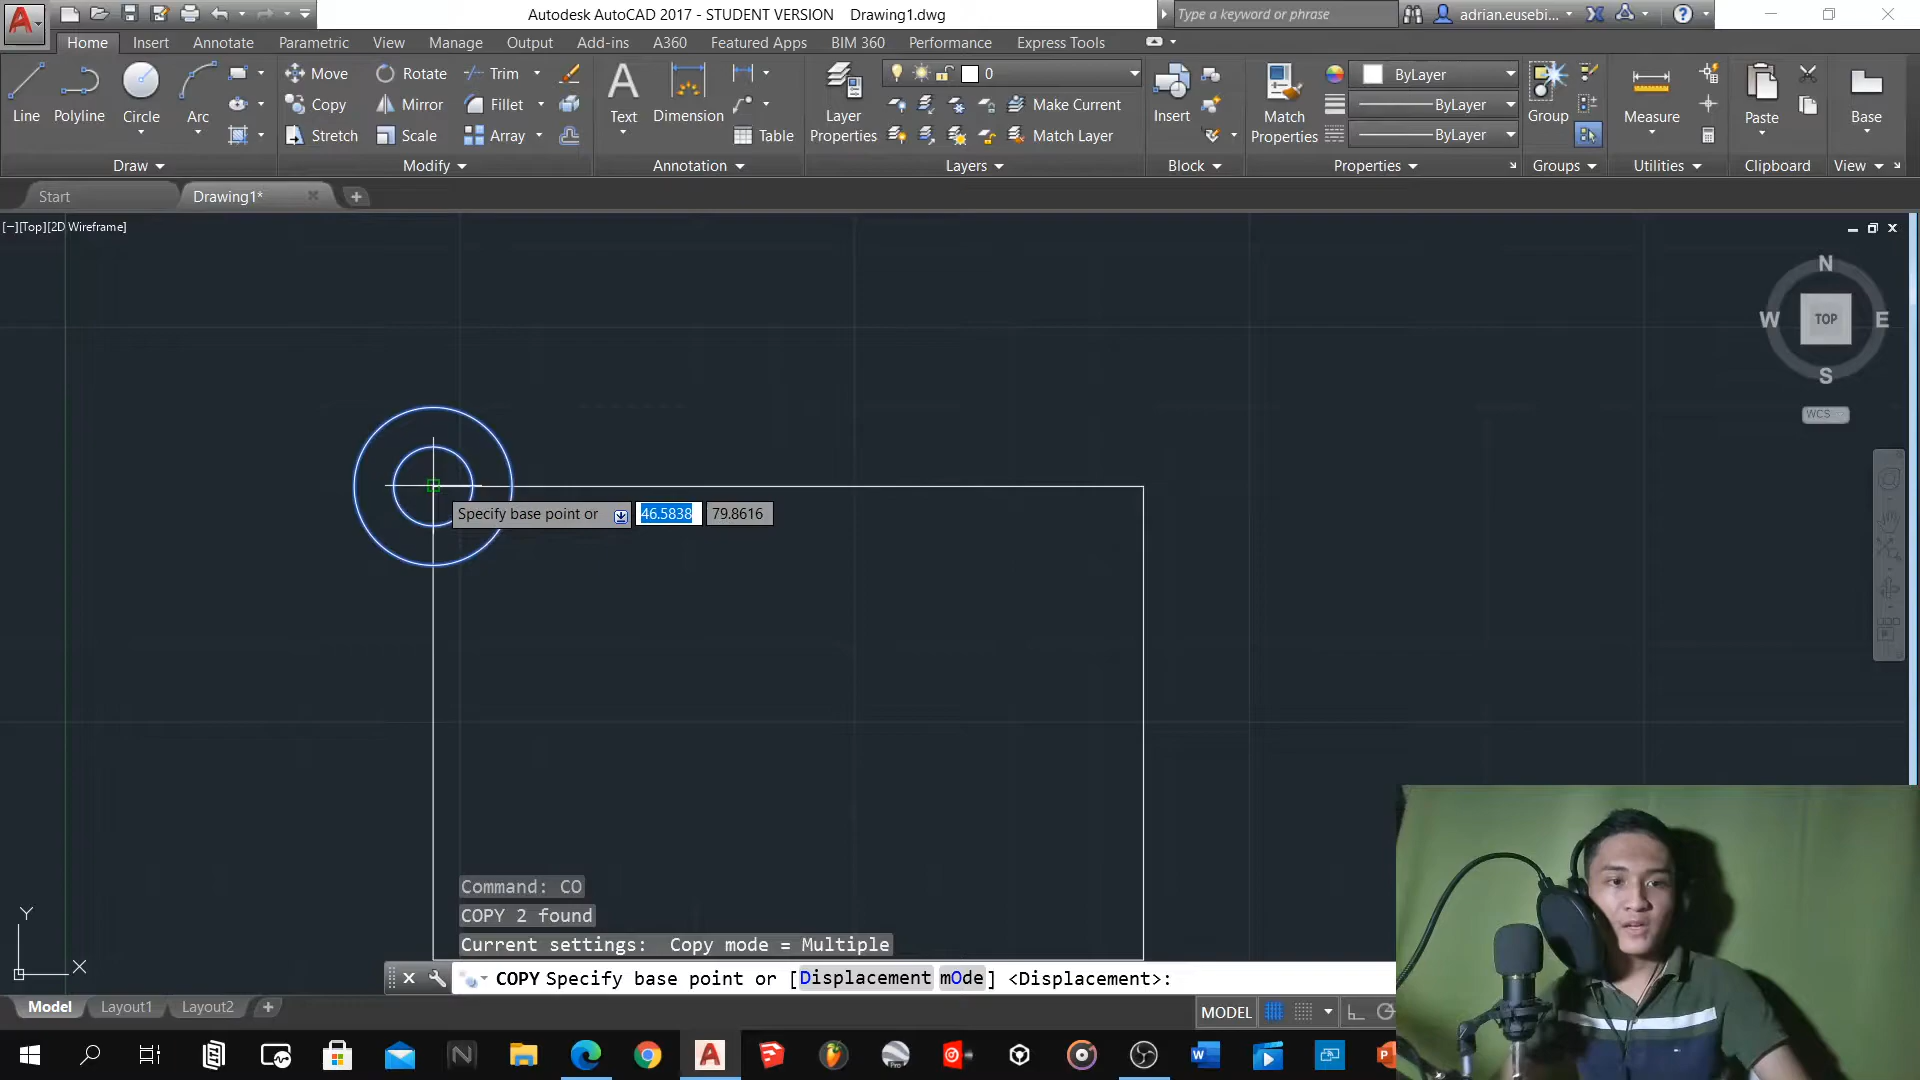 Autodesk AutoCAD 2017 - STUDENT VERSION Drawing1.dwg
Type a keyword or phrase
adrian.eusebi...
Home Insert Annotate Parametric View Manage Output Add-ins A360 Featured Apps BIM 360 Performance Express Tools
Line Polyline Circle Arc
Move Rotate Trim
Copy Mirror Fillet
Stretch Scale Array
Text Dimension Table
Layer Properties
0
Make Current
Match Layer
Insert
Match Properties
ByLayer
ByLayer
ByLayer
Group
Measure
Paste
Base
Draw Modify Annotation Layers Block Properties Groups Utilities Clipboard View
Start Drawing1*
[−][Top][2D Wireframe]
N
W TOP E
S
WCS
Specify base point or 46.5838 79.8616
Command: CO
COPY 2 found
Current settings: Copy mode = Multiple
COPY Specify base point or [Displacement mOde] <Displacement>:
Y
X
Model Layout1 Layout2
MODEL